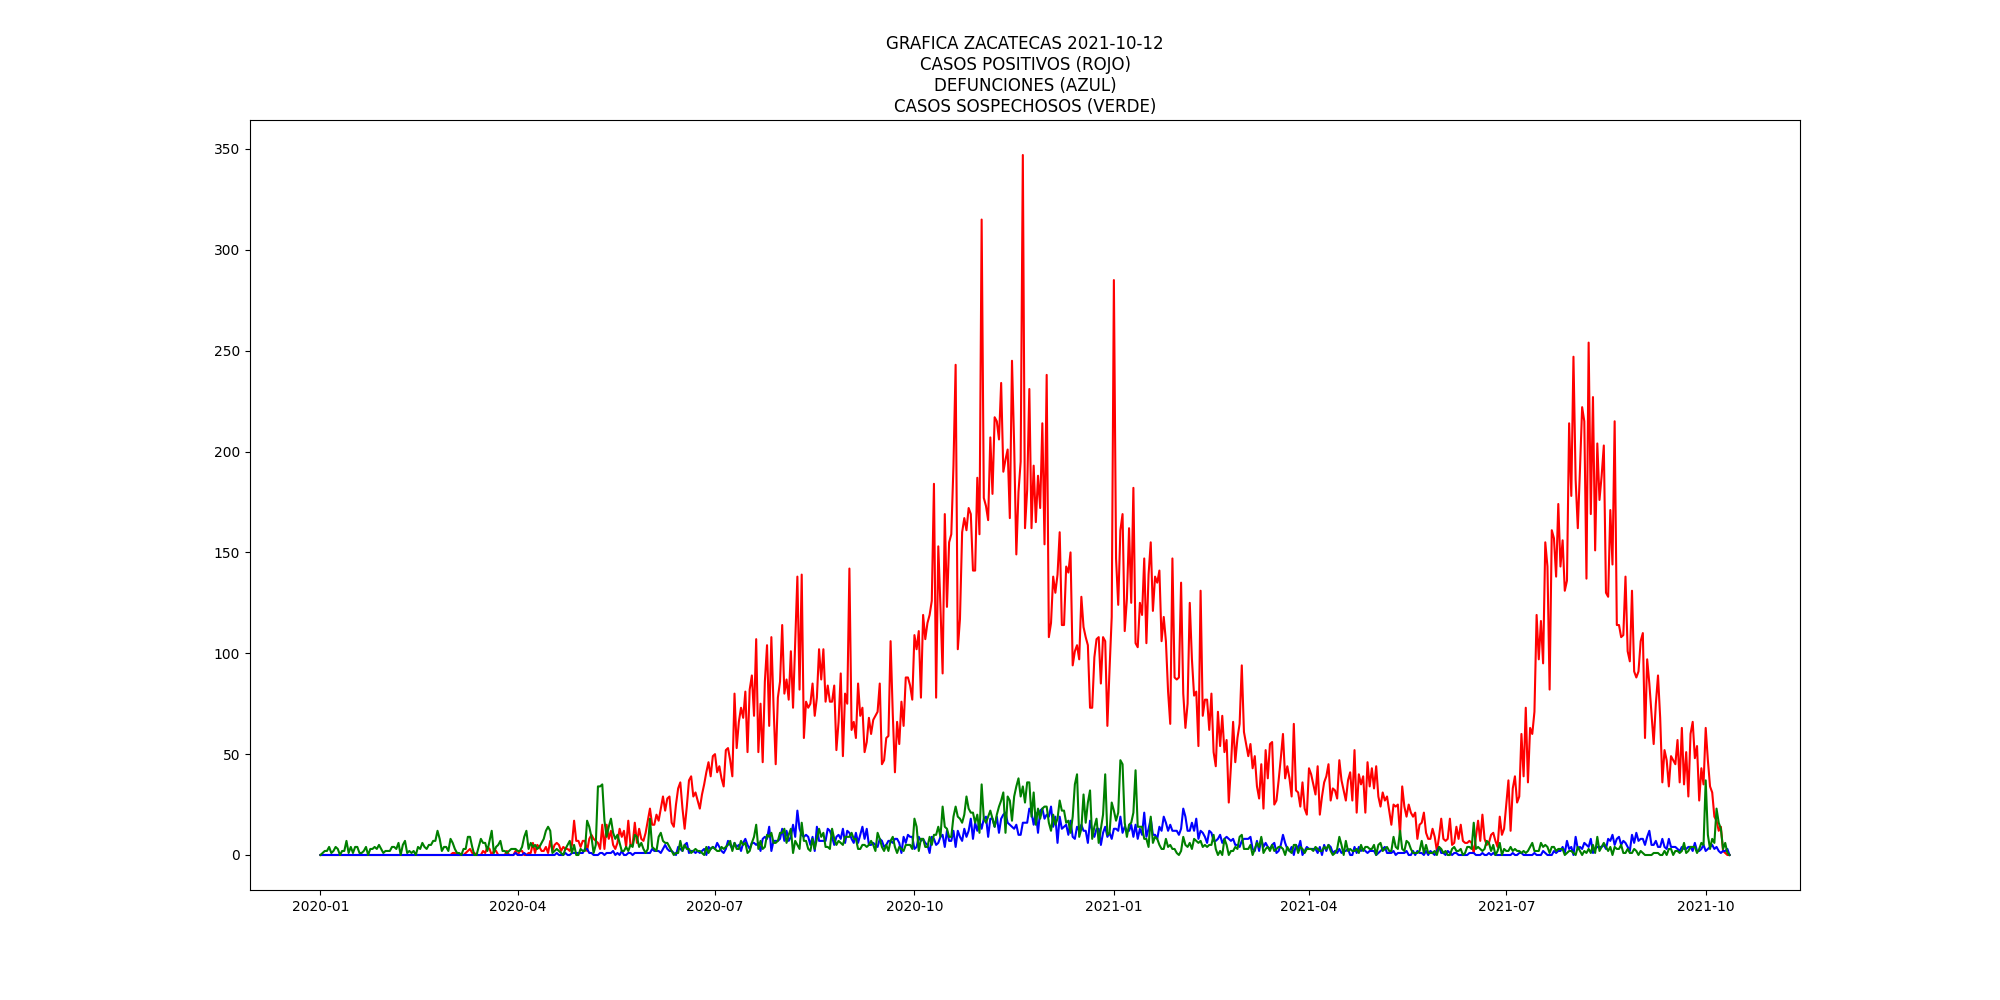 GRAFICA ZACATECAS 2021-10-12
CASOS POSITIVOS (ROJO)
DEFUNCIONES (AZUL)
CASOS SOSPECHOSOS (VERDE)
350
300
250
200
150
100
50
0
2020-01 2020-04 2020-07 2020-10 2021-01 2021-04 2021-07 2021-10